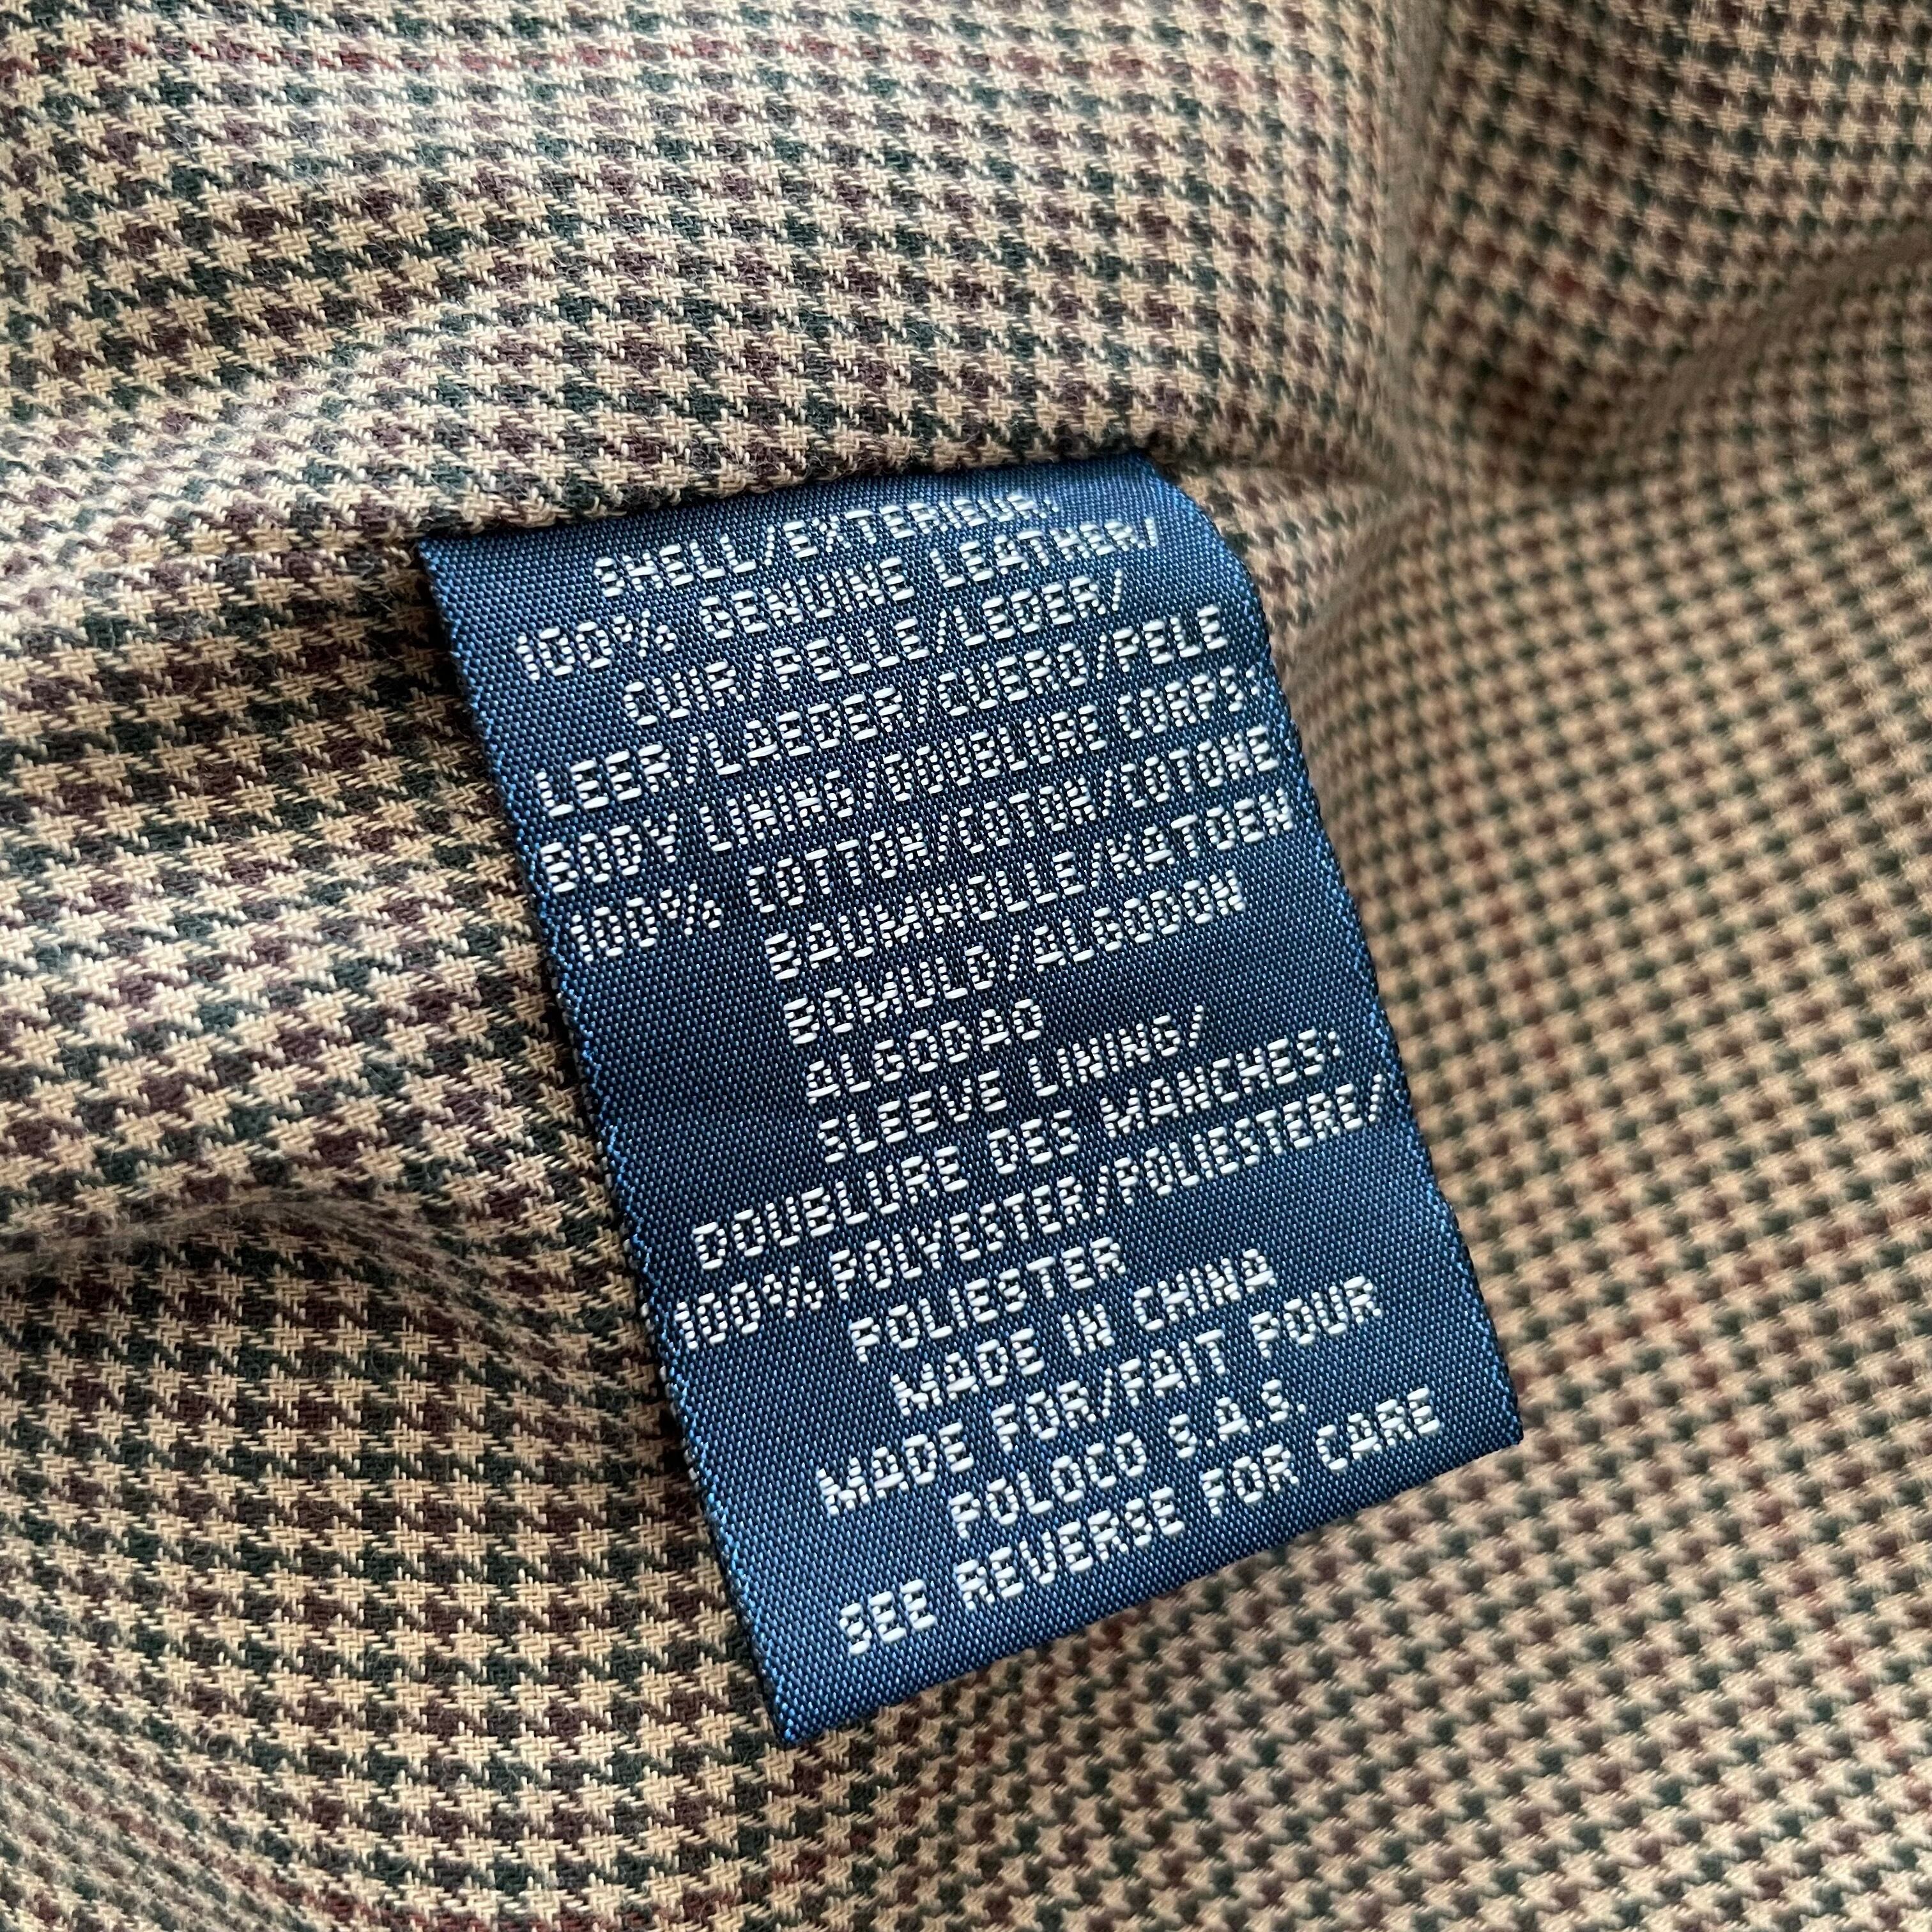 SHELL/EXTERIEUR:
100% GENUINE LEATHER/
CUIR/PELLE/LEDER/
LEER/LAEDER/CUERO/PELE
BODY LINING/DOUBLURE CORPS:
100% COTTON/COTON/COTONE
BAUMWOLLE/KATOEN
BOMULD/ALGODON
ALGODAO
SLEEVE LINING/
DOUBLURE DES MANCHES:
100% POLYESTER/POLIESTERE/
POLIESTER
MADE IN CHINA
MADE FOR/FAIT POUR
POLOCO S.A.S.
SEE REVERSE FOR CARE